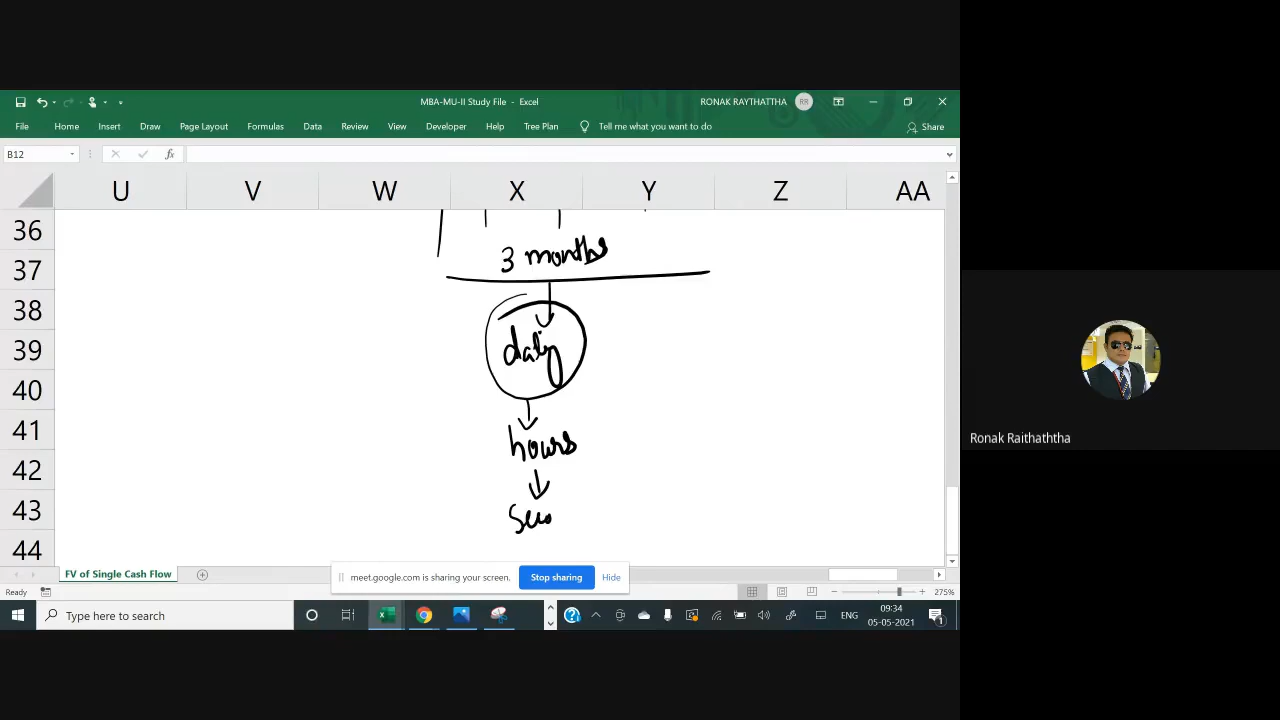 MBA-MU-II Study File - Excel
RONAK RAYTHATTHA RR
File Home Insert Draw Page Layout Formulas Data Review View Developer Help Tree Plan Tell me what you want to do Share
B12 fx
U V W X Y Z AA
36
3 months
37
38
daily
39
40
41
hours
42
43
44
Ronak Raithaththa
FV of Single Cash Flow
meet.google.com is sharing your screen. Stop sharing Hide
Ready 275%
Type here to search
ENG
09:34
05-05-2021